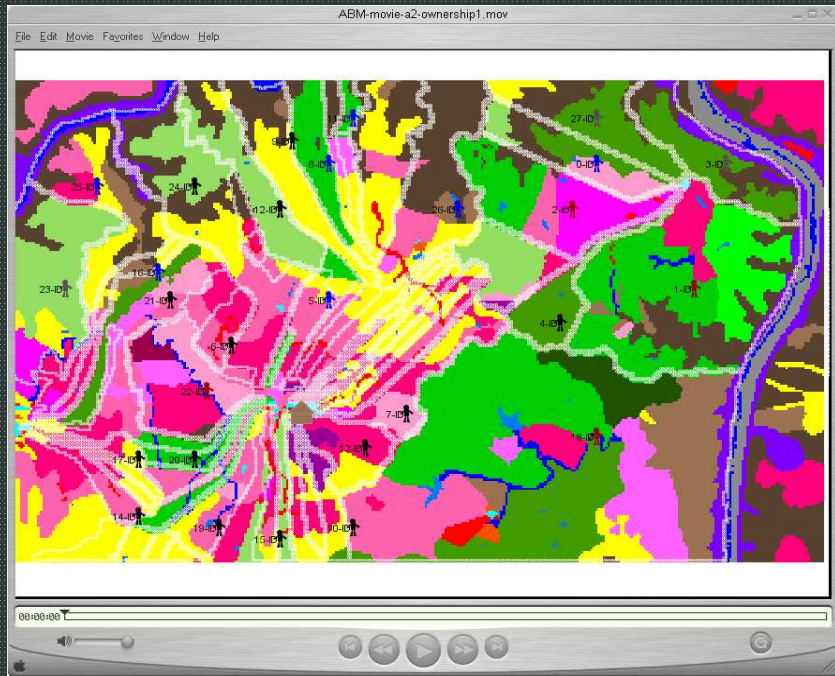 ABM-movie-a2-ownership1.mov
File Edit Movie Favorites Window Help
11-ID
27-ID
9-ID
8-ID
0-ID
3-ID
25-ID
24-ID
12-ID
26-ID
2-ID
16-ID
23-ID
21-ID
5-ID
1-ID
4-ID
6-ID
22-ID
7-ID
18-ID
13-ID
17-ID
20-ID
14-ID
19-ID
10-ID
15-ID
00:00:00